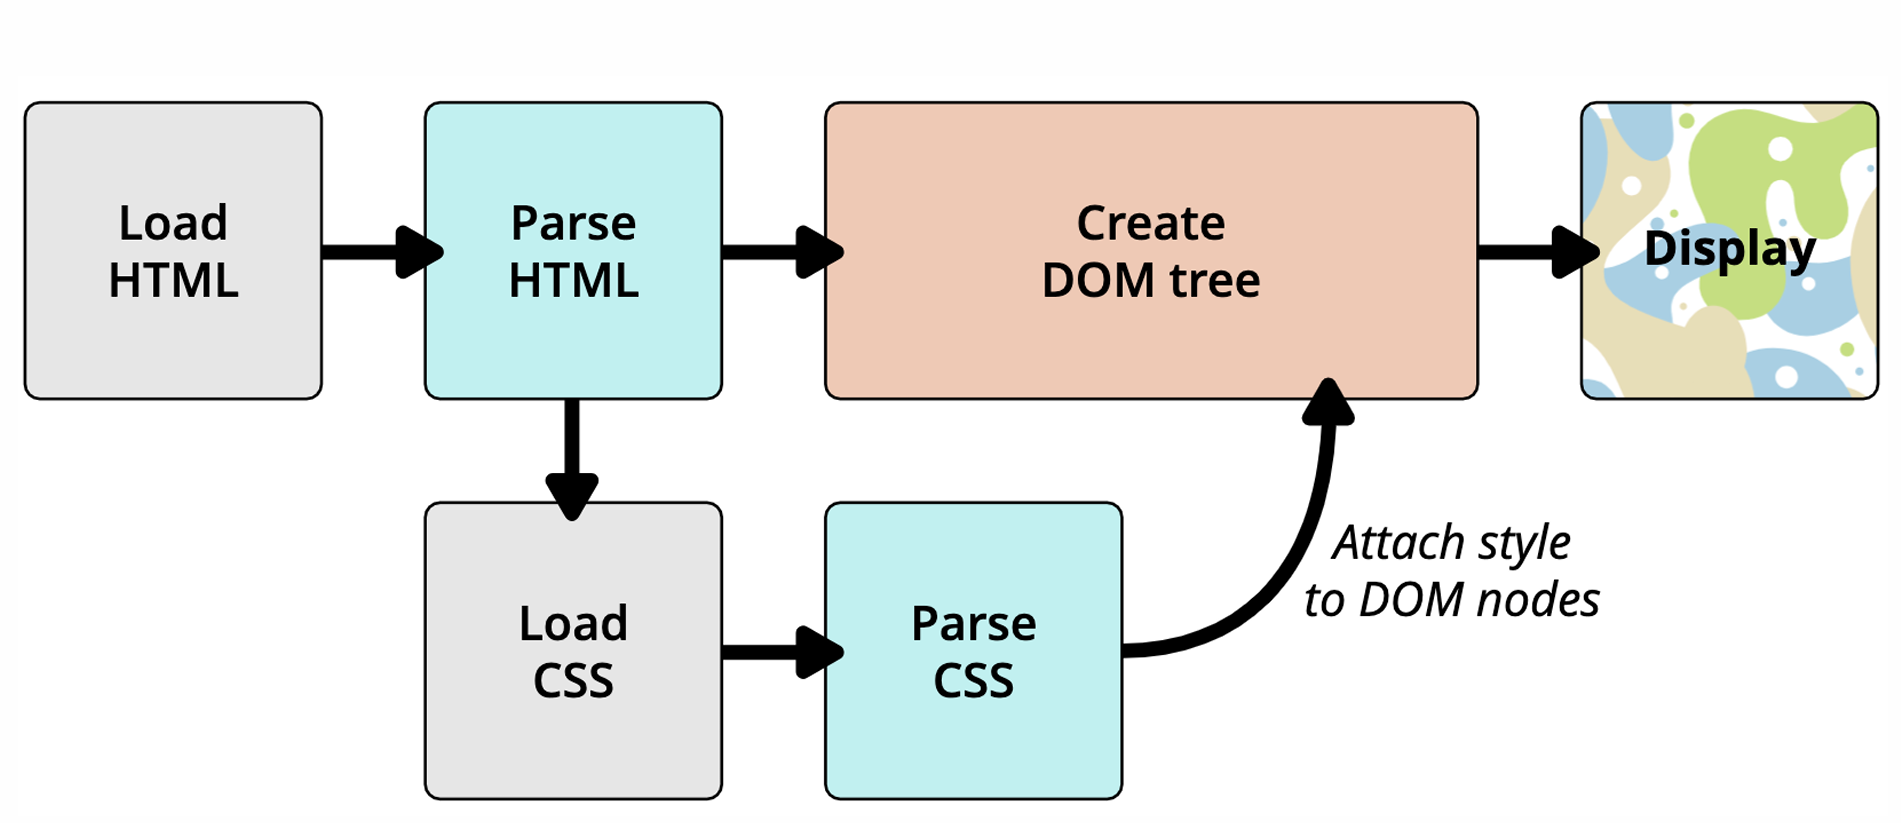 Load
HTML
Parse
HTML
Create
DOM tree
Display
Load
CSS
Parse
CSS
Attach style
to DOM nodes